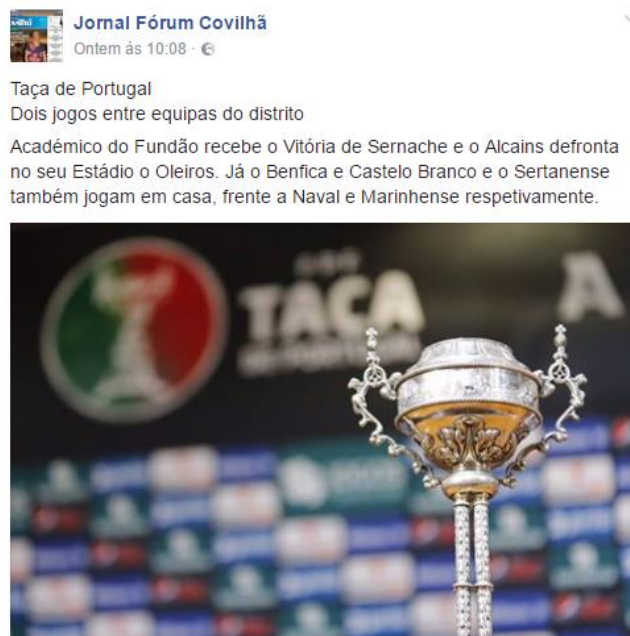 Jornal Fórum Covilhã
Ontem às 10:08 ·
Taça de Portugal
Dois jogos entre equipas do distrito
Académico do Fundão recebe o Vitória de Sernache e o Alcains defronta
no seu Estádio o Oleiros. Já o Benfica e Castelo Branco e o Sertanense
também jogam em casa, frente a Naval e Marinhense respetivamente.
TAÇA
DE PORTUGAL
A